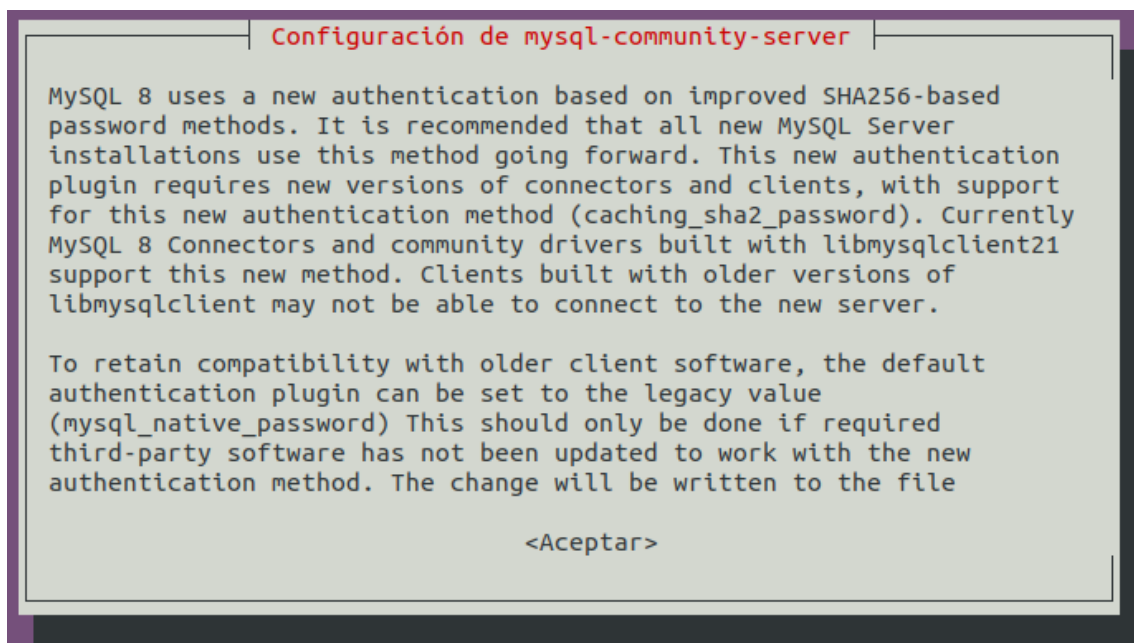 Configuración de mysql-community-server
MySQL 8 uses a new authentication based on improved SHA256-based
password methods. It is recommended that all new MySQL Server
installations use this method going forward. This new authentication
plugin requires new versions of connectors and clients, with support
for this new authentication method (caching_sha2_password). Currently
MySQL 8 Connectors and community drivers built with libmysqlclient21
support this new method. Clients built with older versions of
libmysqlclient may not be able to connect to the new server.
To retain compatibility with older client software, the default
authentication plugin can be set to the legacy value
(mysql_native_password) This should only be done if required
third-party software has not been updated to work with the new
authentication method. The change will be written to the file
<Aceptar>